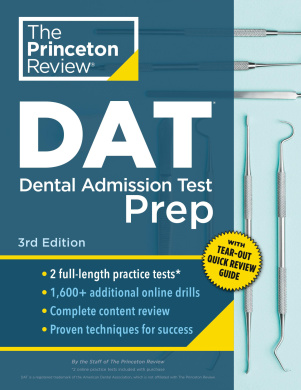 The
Princeton
Review®
DAT®
Dental Admission Test
Prep
3rd Edition
WITH
TEAR-OUT
QUICK REVIEW
GUIDE
• 2 full-length practice tests*
• 1,600+ additional online drills
• Complete content review
• Proven techniques for success
By the Staff of The Princeton Review